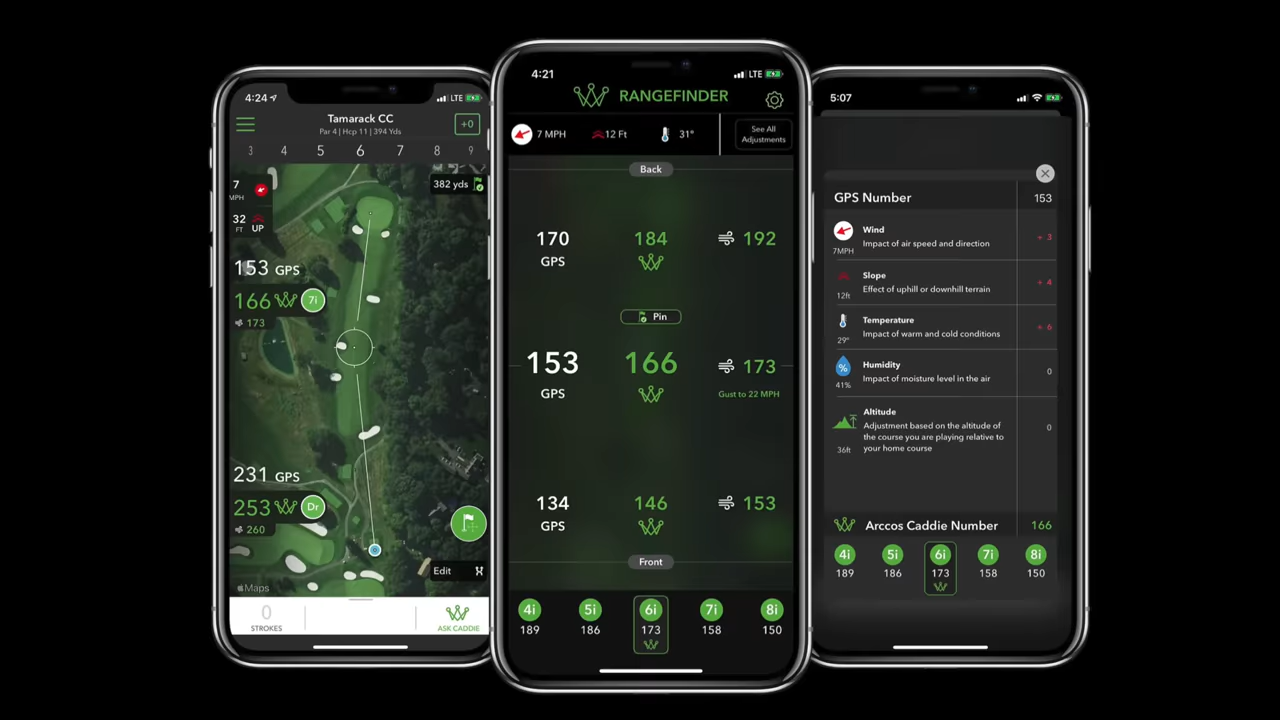 4:24
LTE
Tamarack CC
Par 4 | Hcp 11 | 394 Yds
+0
3 4 5 6 7 8 9
7
MPH
382 yds
32
FT
UP
153 GPS
166 7i
173
231 GPS
253 Dr
260
Edit
Maps
0
STROKES
ASK CADDIE
4:21
LTE
RANGEFINDER
7 MPH
12 Ft
31°
See All
Adjustments
Back
170 184 192
GPS
Pin
153 166 173
GPS
Gust to 22 MPH
134 146 153
GPS
Front
4i 5i 6i 7i 8i
189 186 173 158 150
5:07
GPS Number 153
Wind
Impact of air speed and direction
7MPH
+ 3
Slope
Effect of uphill or downhill terrain
12ft
+ 4
Temperature
Impact of warm and cold conditions
29°
+ 6
Humidity
Impact of moisture level in the air
%
41%
0
Altitude
Adjustment based on the altitude of
the course you are playing relative to
your home course
36ft
0
Arccos Caddie Number 166
4i 5i 6i 7i 8i
189 186 173 158 150